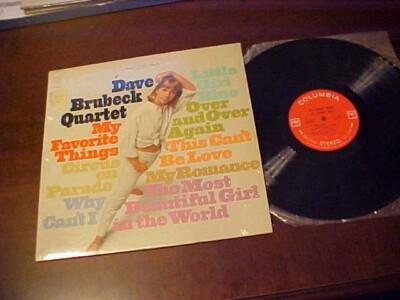 Dave
Brubeck
Quartet
My
Favorite
Things
Circus
on
Parade
Why
Can't I
Little
Girl
Blue
Over
and Over
Again
This Can't
Be Love
My Romance
The Most
Beautiful Girl
in the World
COLUMBIA
STEREO